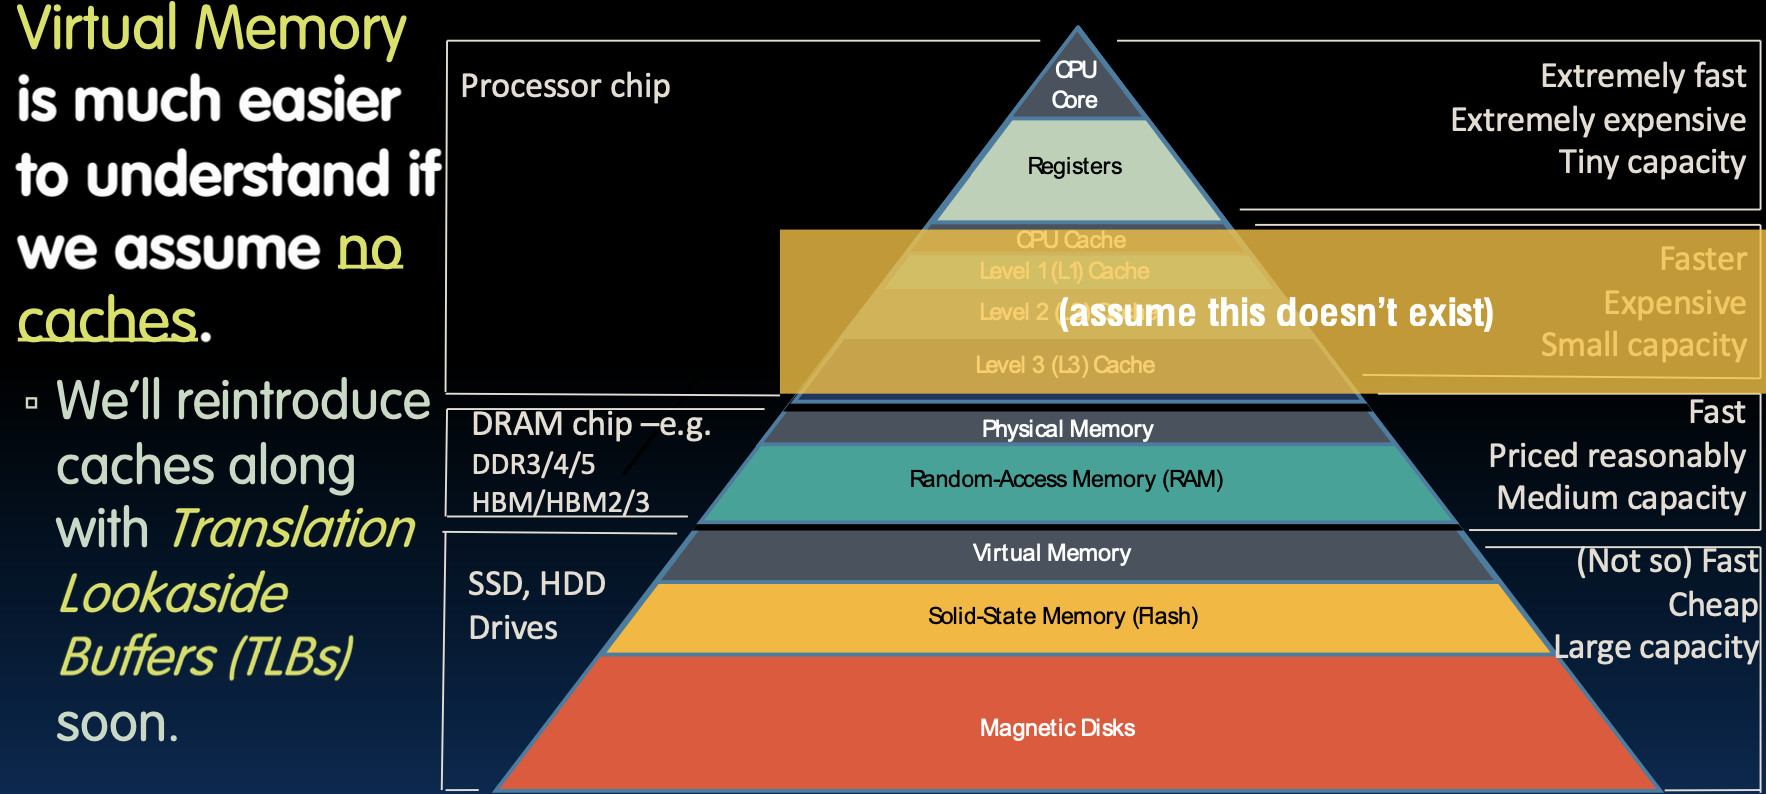 Virtual Memory
is much easier
to understand if
we assume no
caches.
We'll reintroduce
caches along
with Translation
Lookaside
Buffers (TLBs)
soon.
Processor chip
DRAM chip –e.g.
DDR3/4/5
HBM/HBM2/3
SSD, HDD
Drives
CPU
Core
Registers
CPU Cache
Level 1 (L1) Cache
Level 2
(assume this doesn't exist)
Level 3 (L3) Cache
Physical Memory
Random-Access Memory (RAM)
Virtual Memory
Solid-State Memory (Flash)
Magnetic Disks
Extremely fast
Extremely expensive
Tiny capacity
Faster
Expensive
Small capacity
Fast
Priced reasonably
Medium capacity
(Not so) Fast
Cheap
Large capacity